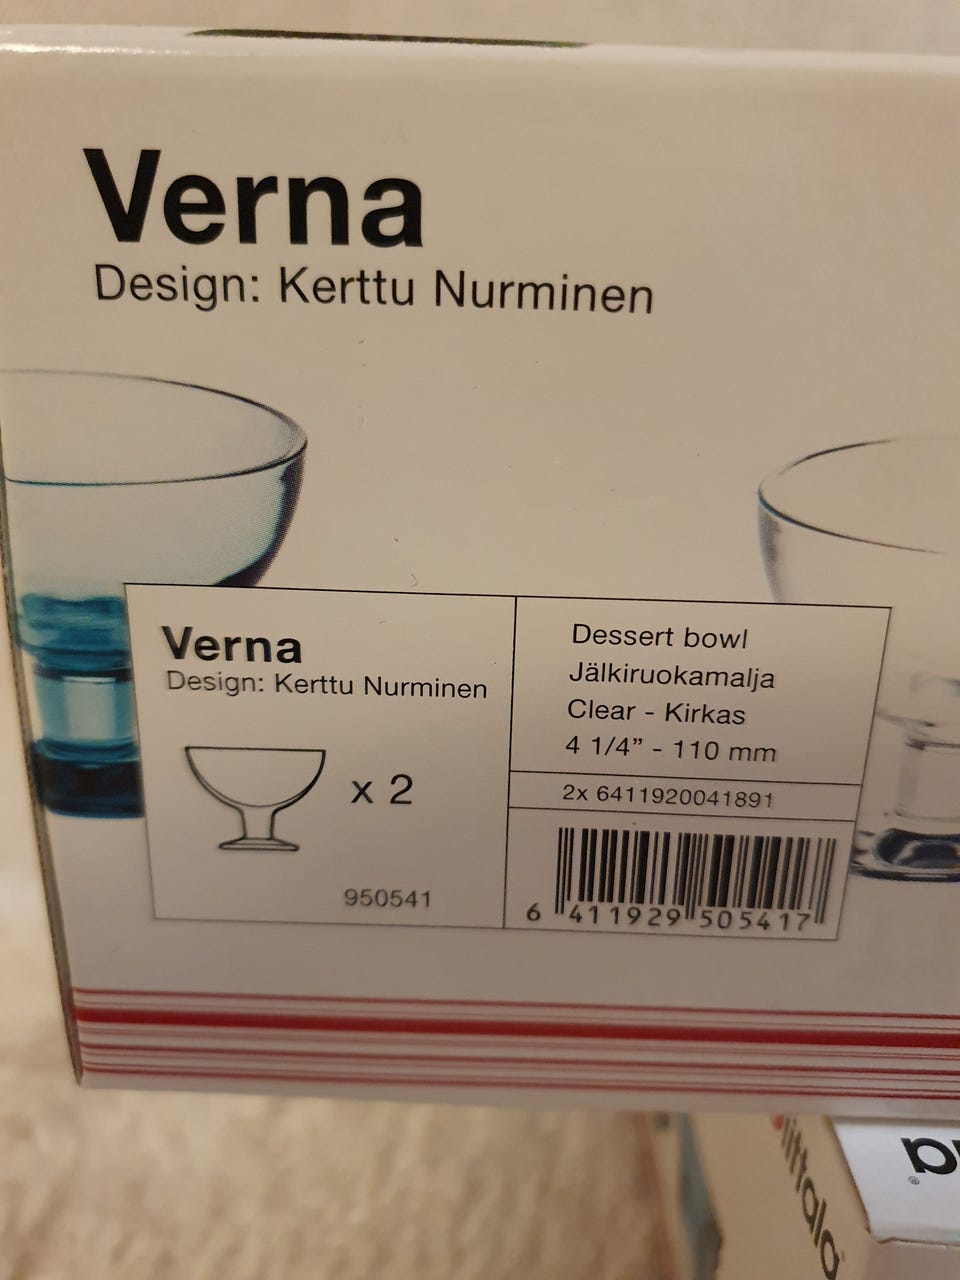 Verna
Design: Kerttu Nurminen
Verna
Design: Kerttu Nurminen
x 2
950541
Dessert bowl
Jälkiruokamalja
Clear - Kirkas
4 1/4” - 110 mm
2x 6411920041891
6 411929 505417
iittala